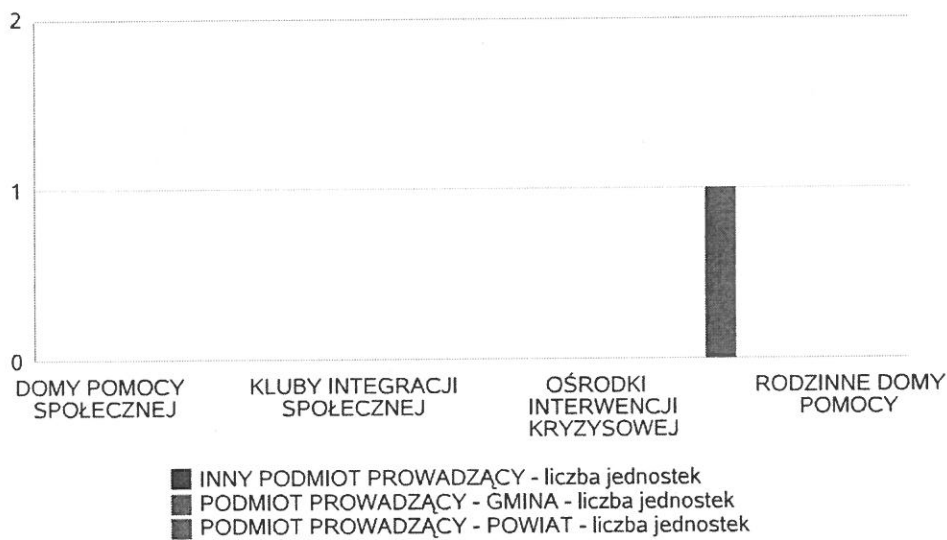 2
1
0
DOMY POMOCY
SPOŁECZNEJ
KLUBY INTEGRACJI
SPOŁECZNEJ
OŚRODKI
INTERWENCJI
KRYZYSOWEJ
RODZINNE DOMY
POMOCY
INNY PODMIOT PROWADZĄCY - liczba jednostek
PODMIOT PROWADZĄCY - GMINA - liczba jednostek
PODMIOT PROWADZĄCY - POWIAT - liczba jednostek